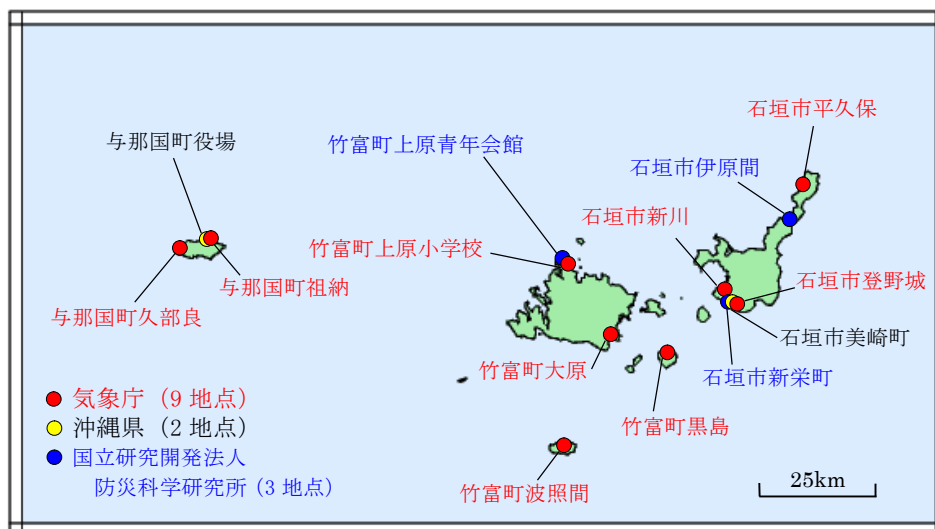 石垣市平久保
与那国町役場
竹富町上原青年会館
石垣市伊原間
石垣市新川
竹富町上原小学校
与那国町祖納
石垣市登野城
与那国町久部良
石垣市美崎町
竹富町大原
石垣市新栄町
気象庁（9 地点）
竹富町黒島
沖縄県（2 地点）
国立研究開発法人
防災科学研究所（3 地点）
竹富町波照間
25km